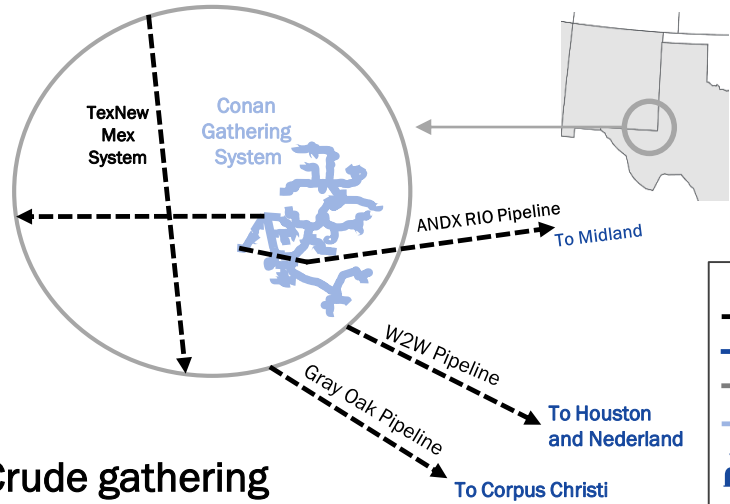 TexNew
Mex
System
Conan
Gathering
System
ANDX RIO Pipeline
To Midland
W2W Pipeline
Gray Oak Pipeline
To Houston
and Nederland
Crude gathering
To Corpus Christi